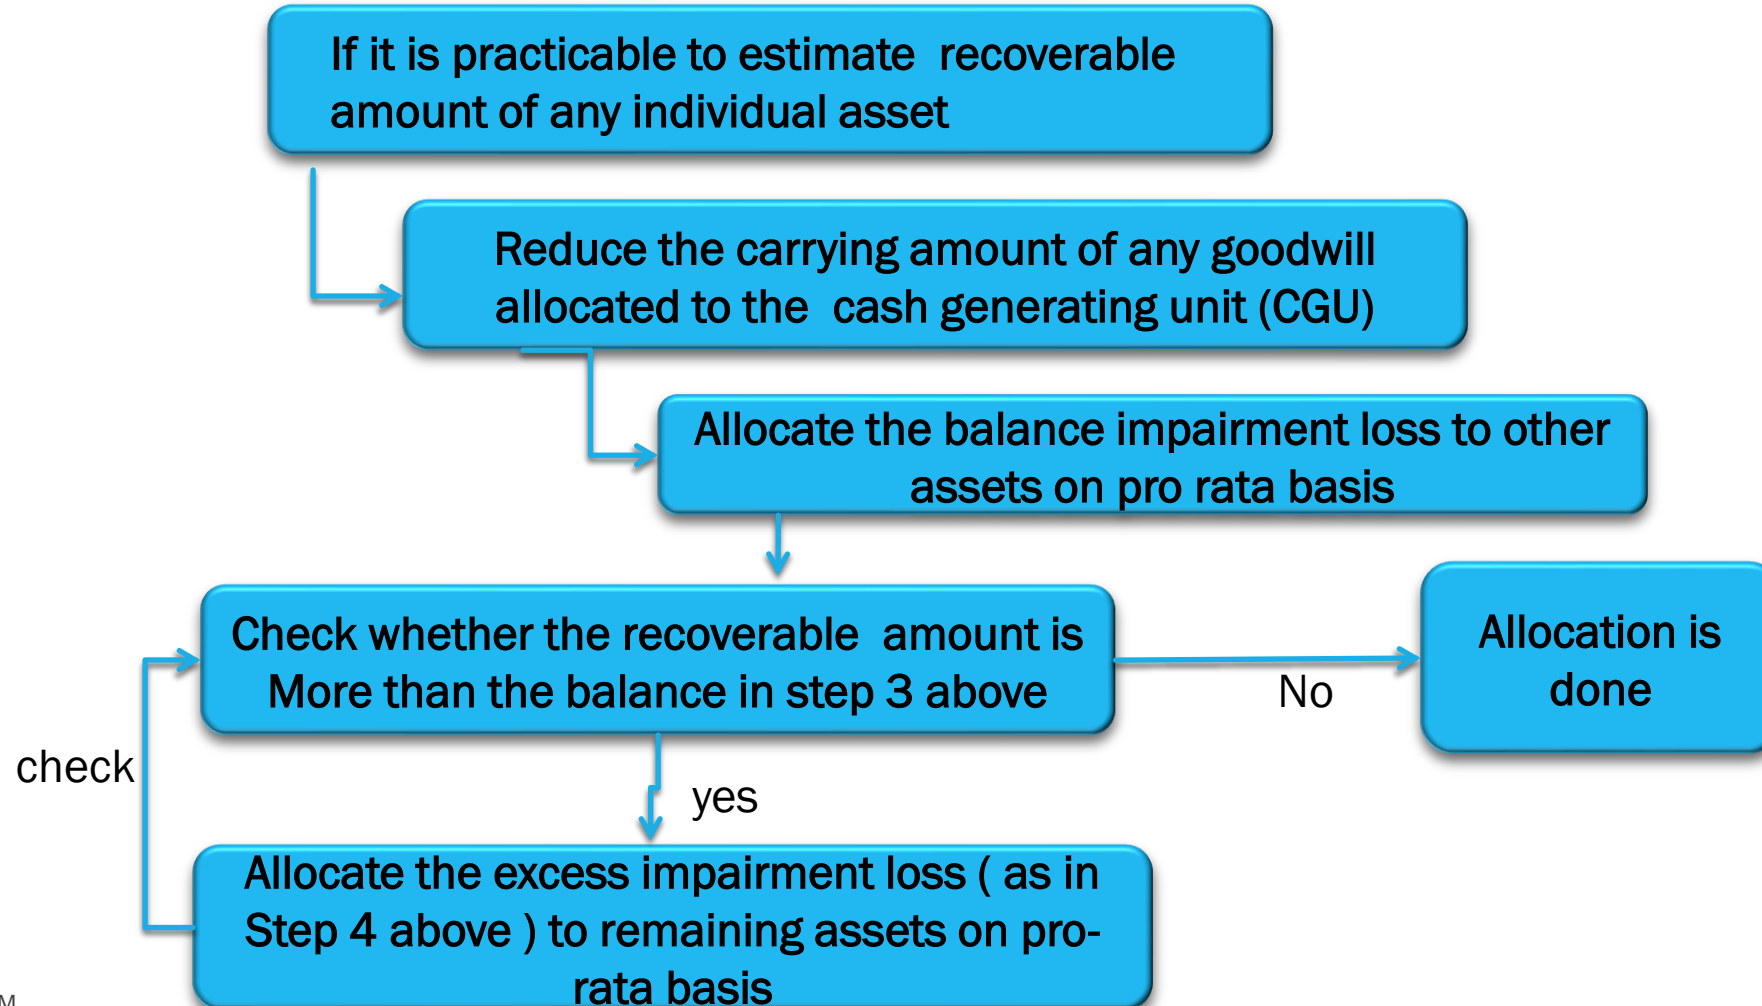 If it is practicable to estimate  recoverable
amount of any individual asset
Reduce the carrying amount of any goodwill
allocated to the  cash generating unit (CGU)
Allocate the balance impairment loss to other
assets on pro rata basis
Check whether the recoverable  amount is
More than the balance in step 3 above
No
Allocation is
done
check
yes
Allocate the excess impairment loss ( as in
Step 4 above ) to remaining assets on pro-
rata basis
M